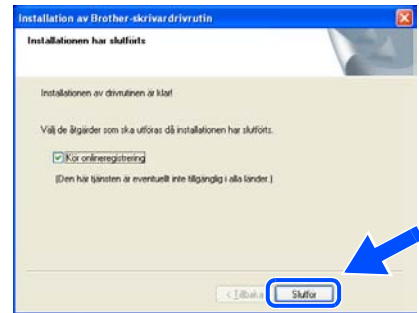 Installation av Brother-skrivardrivrutin
Installationen har slutförts
Installationen av drivrutinen är klar!
Välj de åtgärder som ska utföras då installationen har slutförts.
Kör onlineregistrering
(Den här tjänsten är eventuellt inte tillgänglig i alla länder.)
< Tillbaka
Slutför